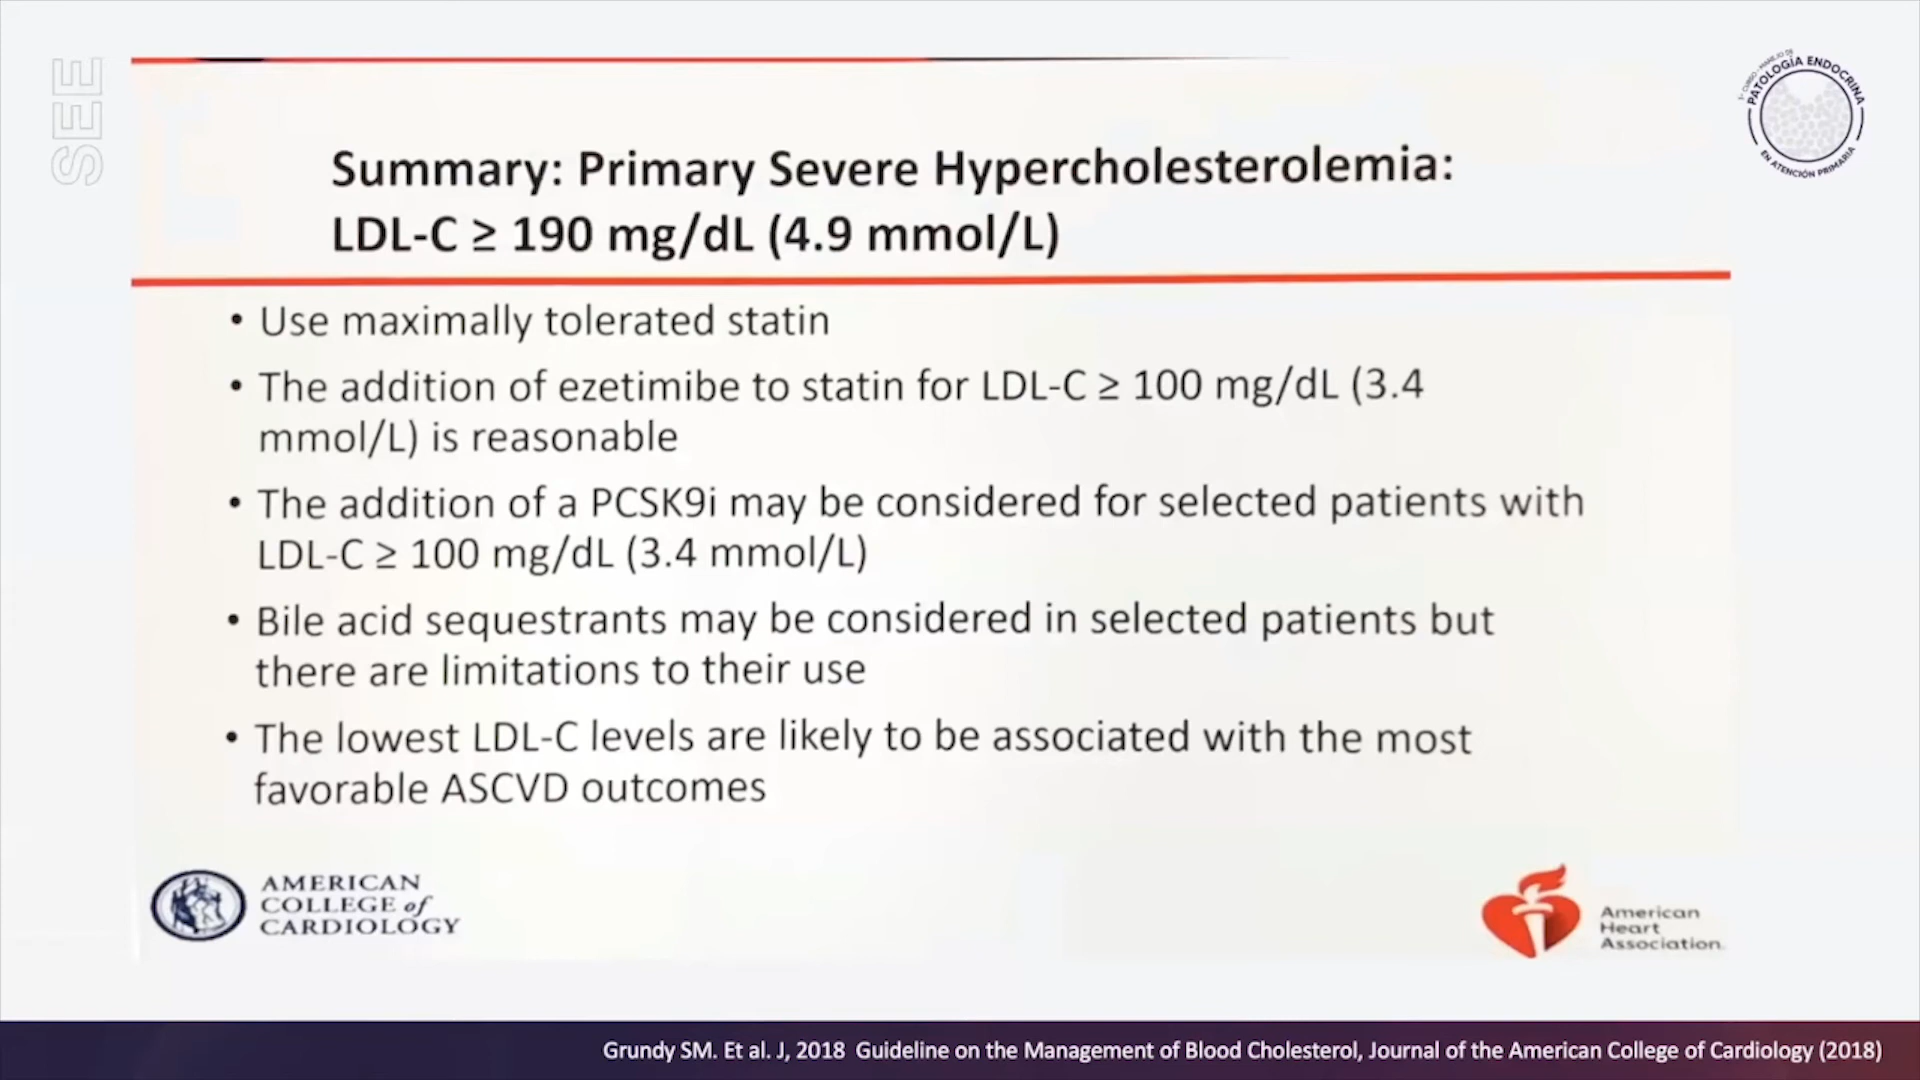 SEE
1er CURSO - MANEJO DE
PATOLOGÍA ENDOCRINA
EN ATENCIÓN PRIMARIA
Summary: Primary Severe Hypercholesterolemia:
LDL-C ≥ 190 mg/dL (4.9 mmol/L)
• Use maximally tolerated statin
• The addition of ezetimibe to statin for LDL-C ≥ 100 mg/dL (3.4
mmol/L) is reasonable
• The addition of a PCSK9i may be considered for selected patients with
LDL-C ≥ 100 mg/dL (3.4 mmol/L)
• Bile acid sequestrants may be considered in selected patients but
there are limitations to their use
• The lowest LDL-C levels are likely to be associated with the most
favorable ASCVD outcomes
AMERICAN
COLLEGE of
CARDIOLOGY
American
Heart
Association.
Grundy SM. Et al. J, 2018 Guideline on the Management of Blood Cholesterol, Journal of the American College of Cardiology (2018)